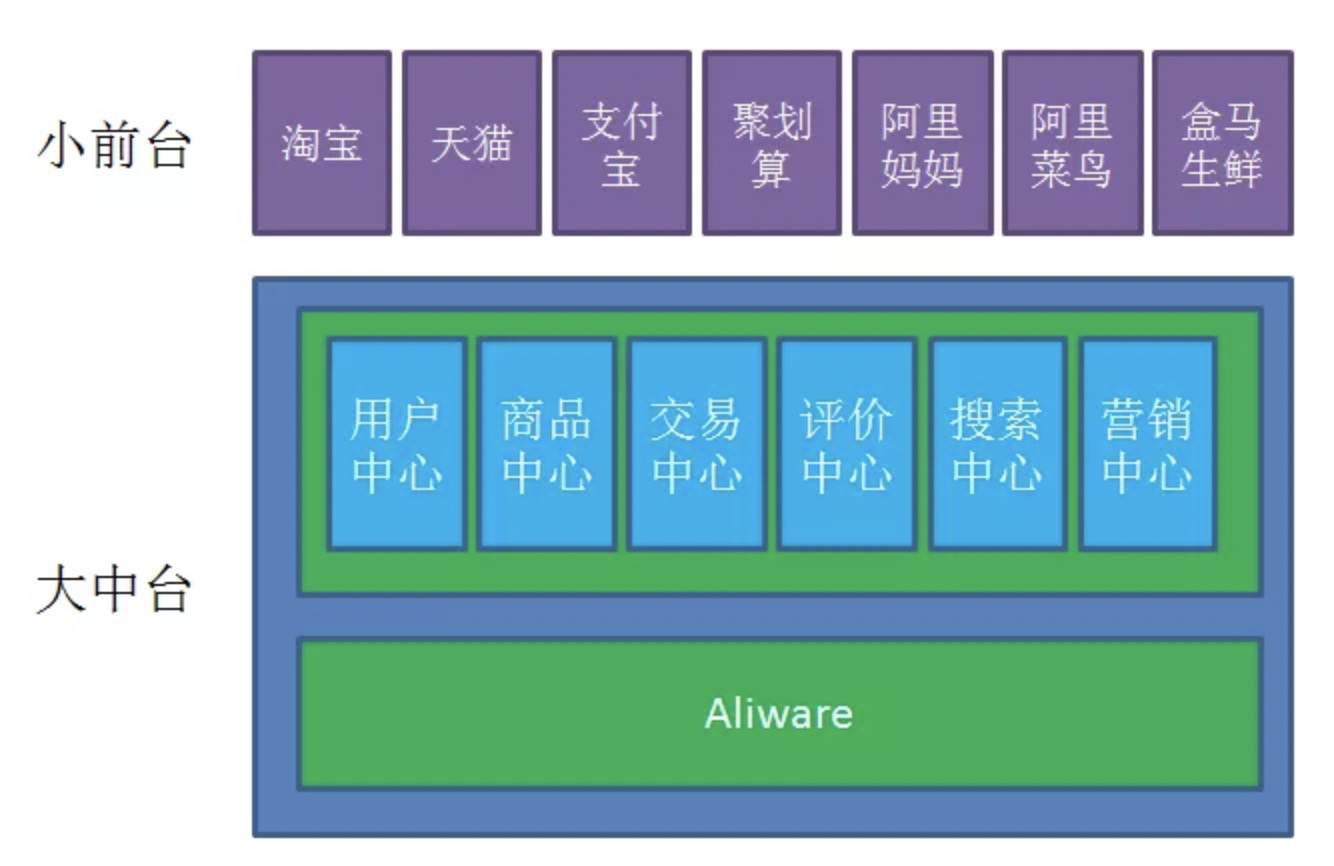 小前台
淘宝
天猫
支付
宝
聚划
算
阿里
妈妈
阿里
菜鸟
盒马
生鲜
大中台
用户
中心
商品
中心
交易
中心
评价
中心
搜索
中心
营销
中心
Aliware